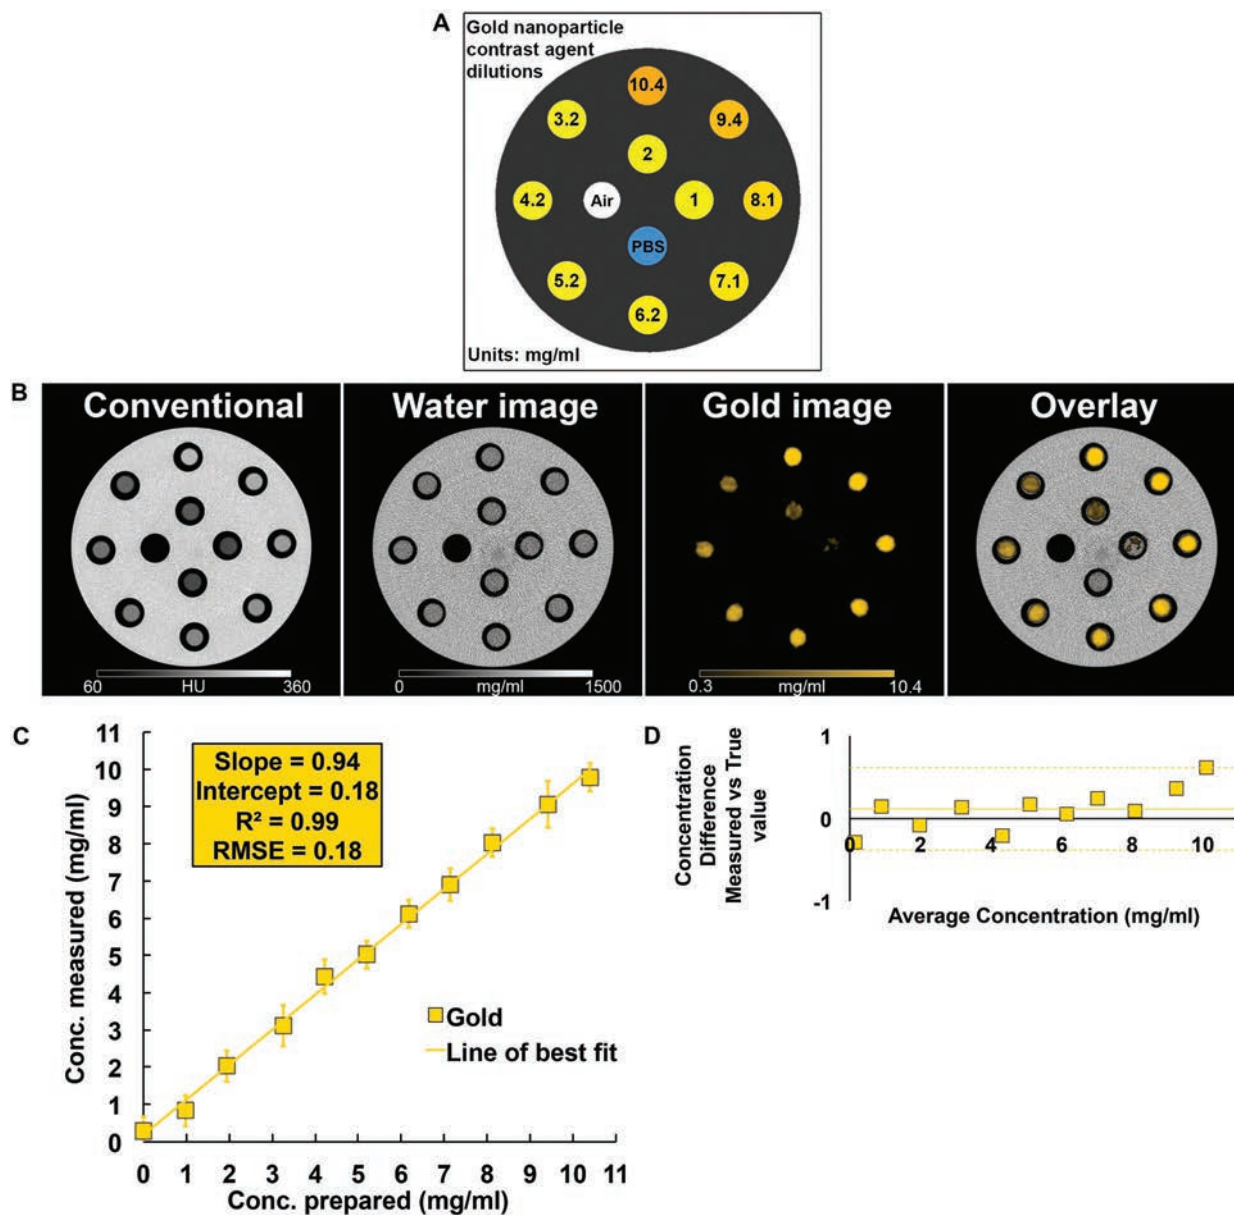 A
Gold nanoparticle
contrast agent
dilutions
10.4
3.2
9.4
2
4.2
Air
1
8.1
PBS
5.2
7.1
6.2
Units: mg/ml
B
Conventional
Water image
Gold image
Overlay
60
HU
360
0
mg/ml
1500
0.3
mg/ml
10.4
C
Conc. measured (mg/ml)
11
10
9
8
7
6
5
4
3
2
1
0
Slope = 0.94
Intercept = 0.18
R² = 0.99
RMSE = 0.18
Gold
Line of best fit
0 1 2 3 4 5 6 7 8 9 10 11
Conc. prepared (mg/ml)
D
Concentration
Difference
Measured vs True
value
1
0
-1
0 2 4 6 8 10
Average Concentration (mg/ml)